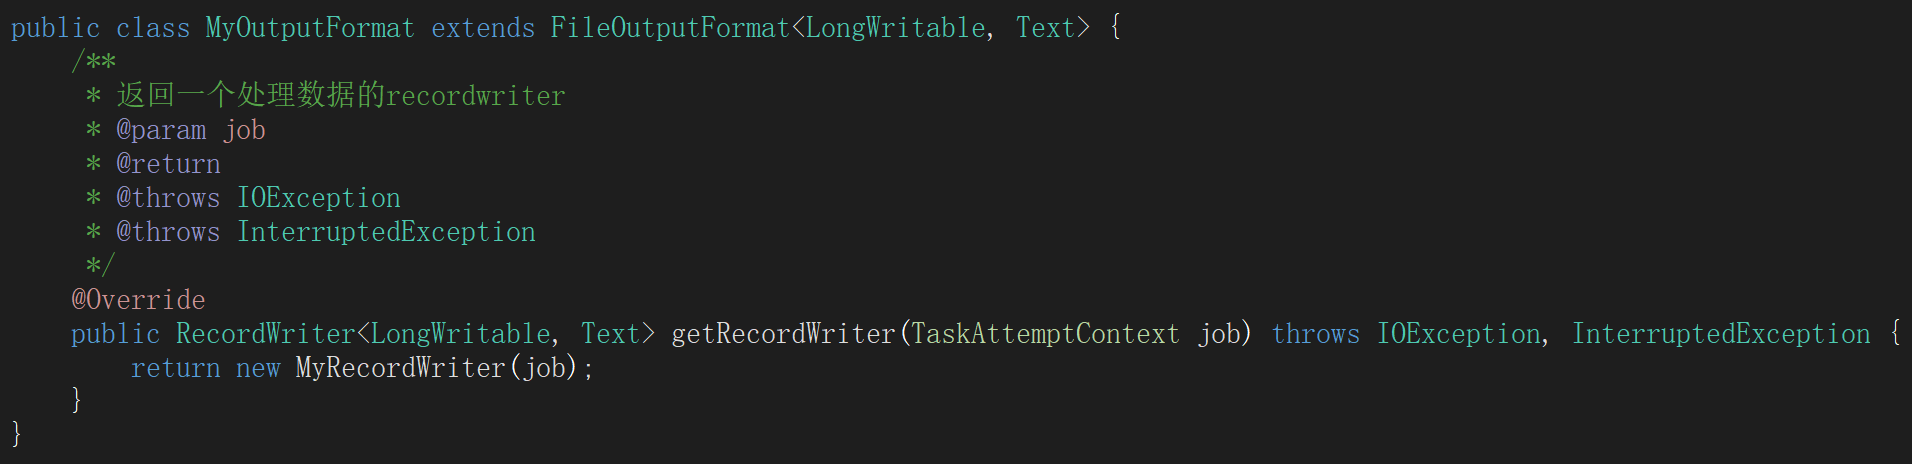 public class MyOutputFormat extends FileOutputFormat<LongWritable, Text> {
    /**
     * 返回一个处理数据的recordwriter
     * @param job
     * @return
     * @throws IOException
     * @throws InterruptedException
     */
    @Override
    public RecordWriter<LongWritable, Text> getRecordWriter(TaskAttemptContext job) throws IOException, InterruptedException {
        return new MyRecordWriter(job);
    }
}